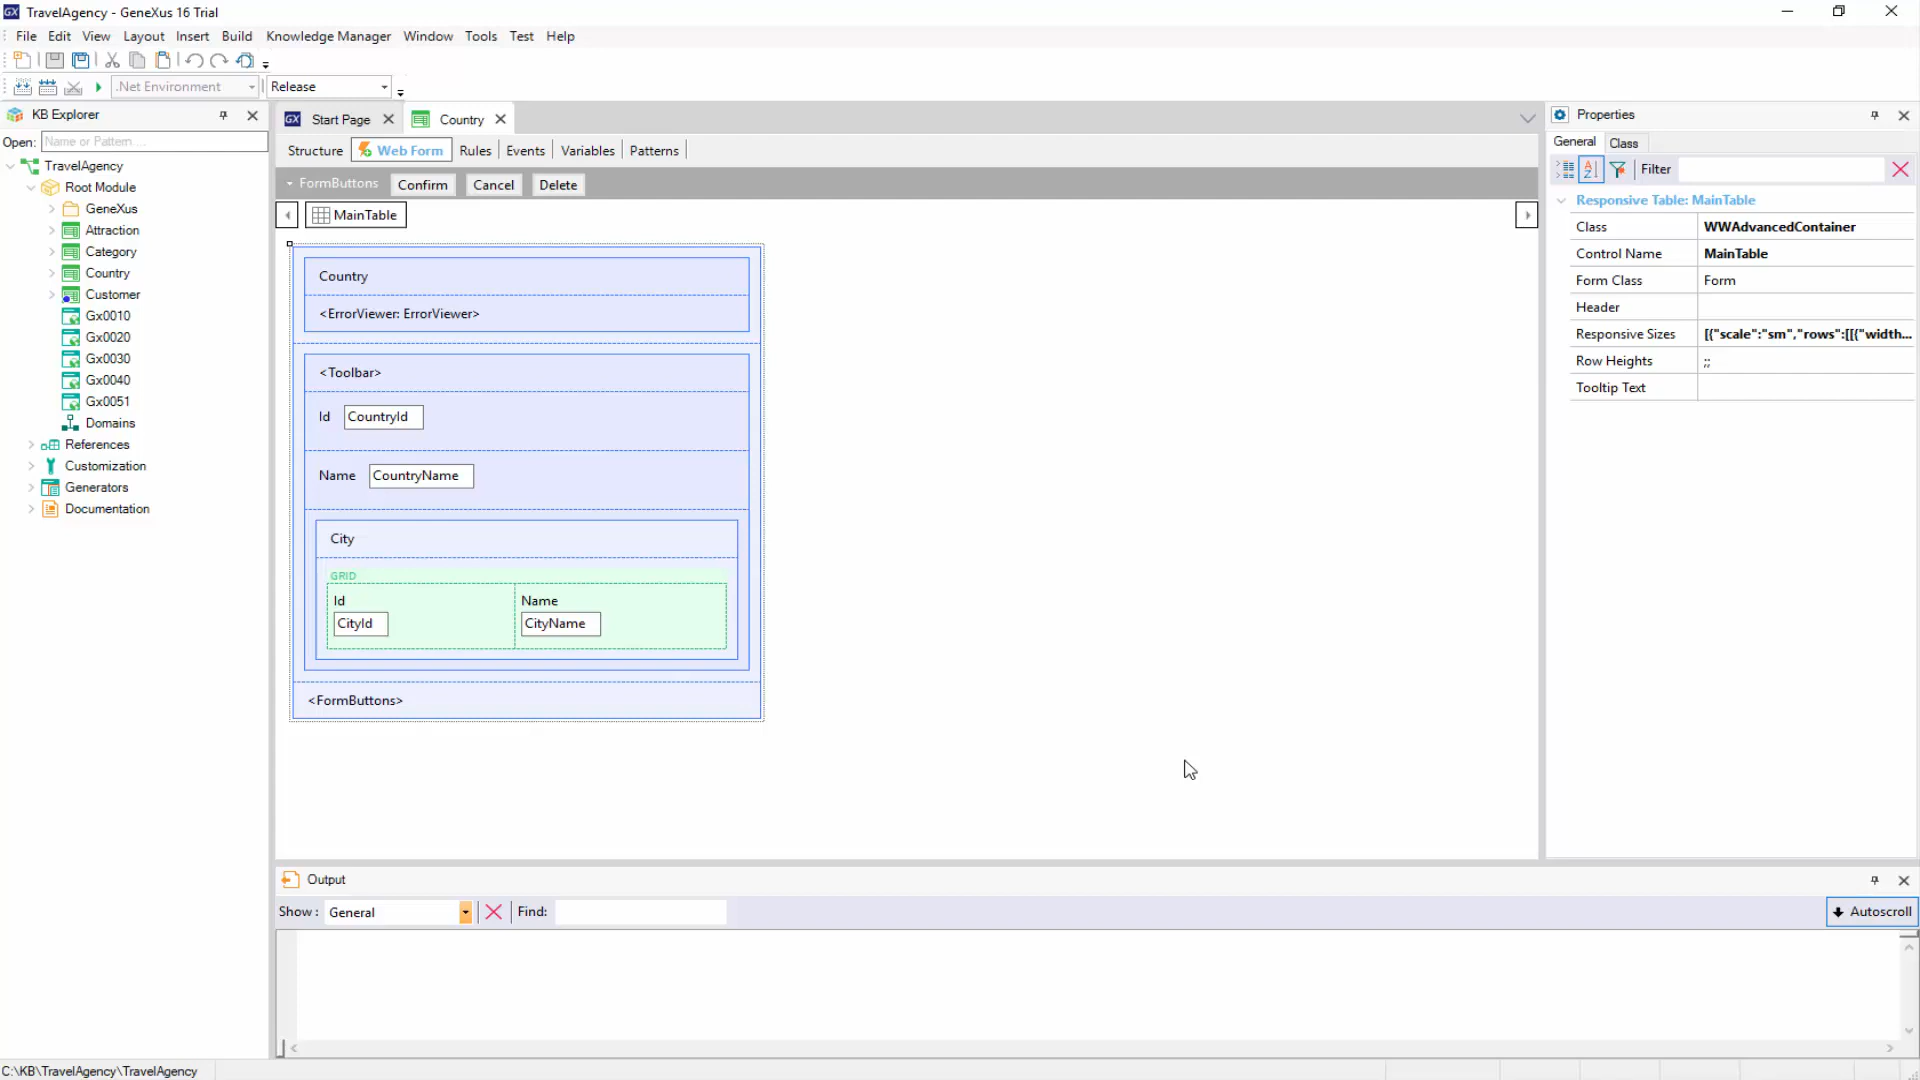 TravelAgency - GeneXus 16 Trial
File Edit View Layout Insert Build Knowledge Manager Window Tools Test Help
.Net Environment Release
KB Explorer
Open: Name or Pattern...
TravelAgency
Root Module
GeneXus
Attraction
Category
Country
Customer
Gx0010
Gx0020
Gx0030
Gx0040
Gx0051
Domains
References
Customization
Generators
Documentation
GX Start Page Country
Structure Web Form Rules Events Variables Patterns
FormButtons Confirm Cancel Delete
MainTable
Country
<ErrorViewer: ErrorViewer>
<Toolbar>
Id CountryId
Name CountryName
City
GRID
Id Name
CityId CityName
<FormButtons>
Properties
General Class
Filter
Responsive Table: MainTable
Class WWAdvancedContainer
Control Name MainTable
Form Class Form
Header
Responsive Sizes [{"scale":"sm","rows":[[{"width...
Row Heights ;;
Tooltip Text
Output
Show : General Find: Autoscroll
C:\KB\TravelAgency\TravelAgency